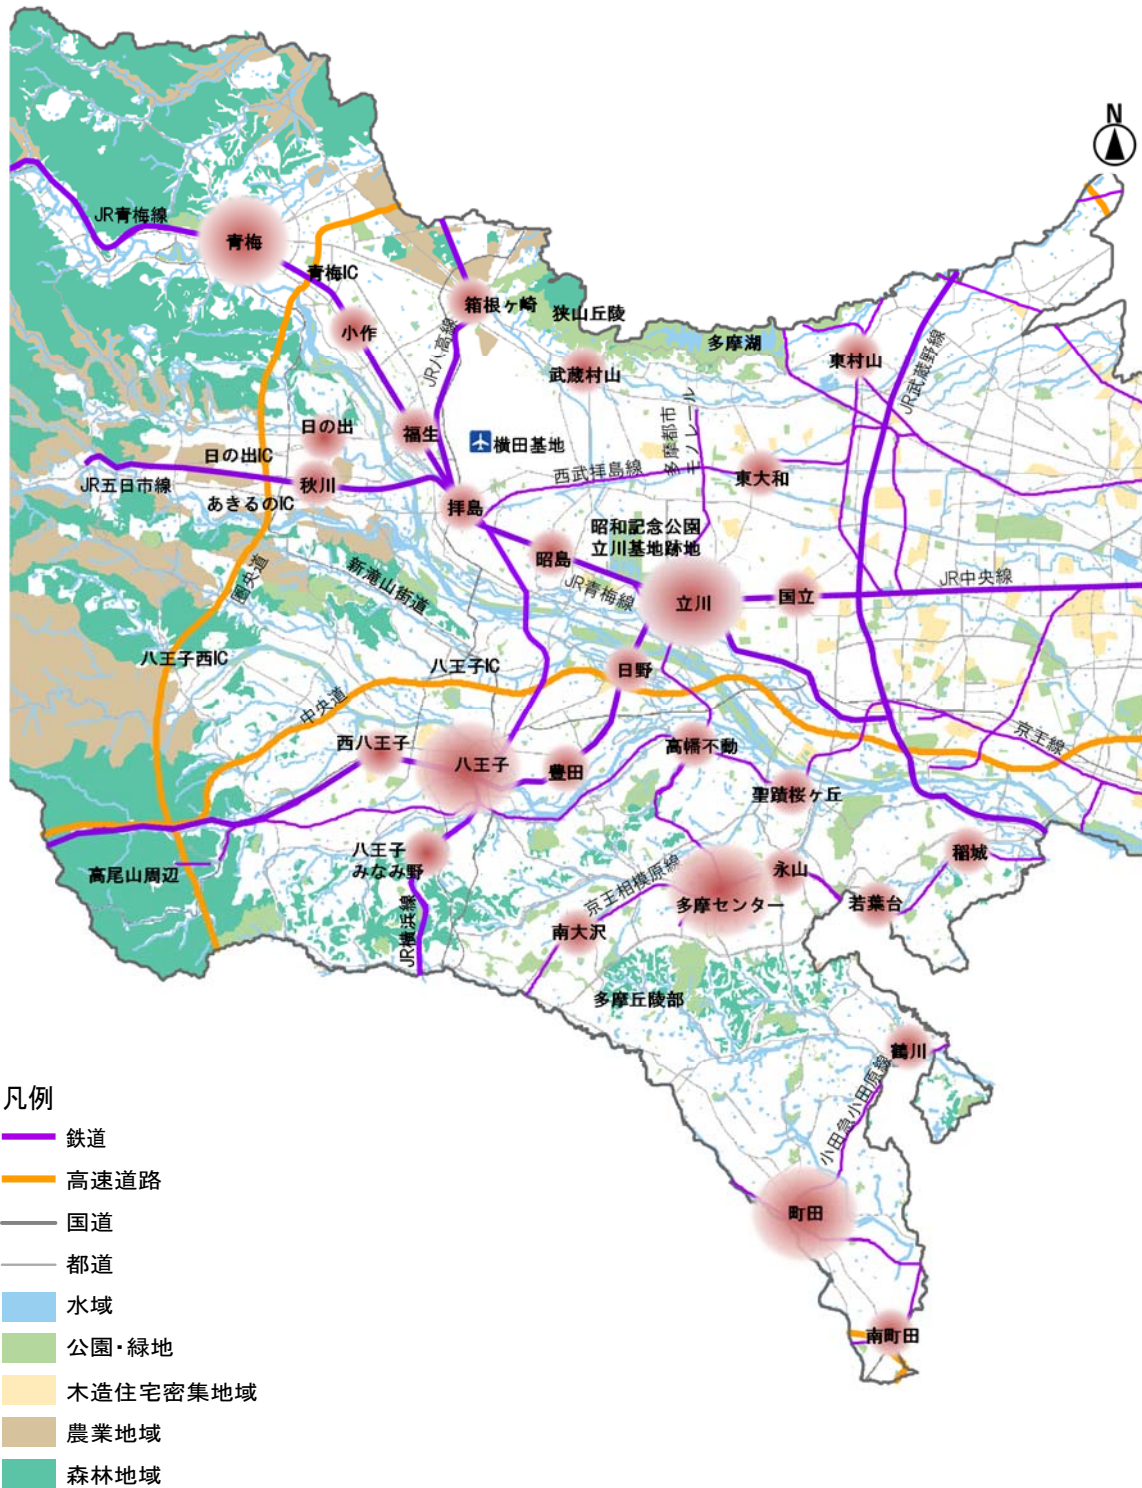 N
JR青梅線
青梅
青梅IC
箱根ヶ崎
狭山丘陵
小作
多摩湖
東村山
JR武蔵野線
JR八高線
武蔵村山
日の出
福生
横田基地
多摩都市
モノレール
日の出IC
西武拝島線
JR五日市線
秋川
東大和
あきるのIC
拝島
昭和記念公園
立川基地跡地
昭島
圏央道
新滝山街道
JR青梅線
立川
国立
JR中央線
八王子西IC
八王子IC
日野
中央道
西八王子
八王子
豊田
高幡不動
京王線
聖蹟桜ヶ丘
八王子
みなみ野
高尾山周辺
京王相模原線
永山
稲城
多摩センター
若葉台
JR横浜線
南大沢
多摩丘陵部
鶴川
小田急小田原線
町田
南町田
凡例
鉄道
高速道路
国道
都道
水域
公園・緑地
木造住宅密集地域
農業地域
森林地域